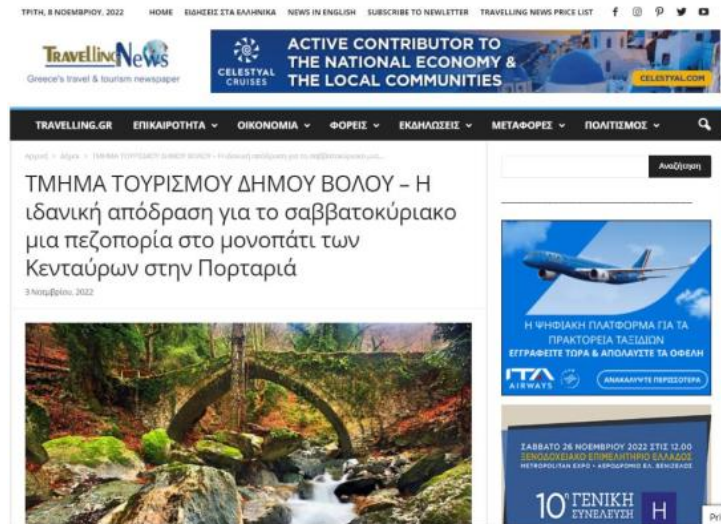 ΤΡΙΤΗ, 8 ΝΟΕΜΒΡΙΟΥ, 2022 HOME ΕΙΔΗΣΕΙΣ ΣΤΑ ΕΛΛΗΝΙΚΑ NEWS IN ENGLISH SUBSCRIBE TO NEWLETTER TRAVELLING NEWS PRICE LIST
TRAVELLING NEWS
Greece's travel & tourism newspaper
CELESTYAL
CRUISES
ACTIVE CONTRIBUTOR TO
THE NATIONAL ECONOMY &
THE LOCAL COMMUNITIES
CELESTYAL.COM
TRAVELLING.GR ΕΠΙΚΑΙΡΟΤΗΤΑ ΟΙΚΟΝΟΜΙΑ ΦΟΡΕΙΣ ΕΚΔΗΛΩΣΕΙΣ ΜΕΤΑΦΟΡΕΣ ΠΟΛΙΤΙΣΜΟΣ
ΤΜΗΜΑ ΤΟΥΡΙΣΜΟΥ ΔΗΜΟΥ ΒΟΛΟΥ – Η
ιδανική απόδραση για το σαββατοκύριακο
μια πεζοπορία στο μονοπάτι των
Κενταύρων στην Πορταριά
3 Νοεμβρίου, 2022
Αναζήτηση
Η ΨΗΦΙΑΚΗ ΠΛΑΤΦΟΡΜΑ ΓΙΑ ΤΑ
ΠΡΑΚΤΟΡΕΙΑ ΤΑΞΙΔΙΩΝ
ΕΓΓΡΑΦΕΙΤΕ ΤΩΡΑ & ΑΠΟΛΑΥΣΤΕ ΤΑ ΟΦΕΛΗ
ITA
AIRWAYS
ΑΝΑΚΑΛΥΨΤΕ ΠΕΡΙΣΣΟΤΕΡΑ
ΣΑΒΒΑΤΟ 26 ΝΟΕΜΒΡΙΟΥ 2022 ΣΤΙΣ 12.00
ΞΕΝΟΔΟΧΕΙΑΚΟ ΕΠΙΜΕΛΗΤΗΡΙΟ ΕΛΛΑΔΟΣ
METROPOLITAN EXPO • ΑΕΡΟΔΡΟΜΙΟ ΕΛ. ΒΕΝΙΖΕΛΟΣ
10η ΓΕΝΙΚΗ
ΣΥΝΕΛΕΥΣΗ
H